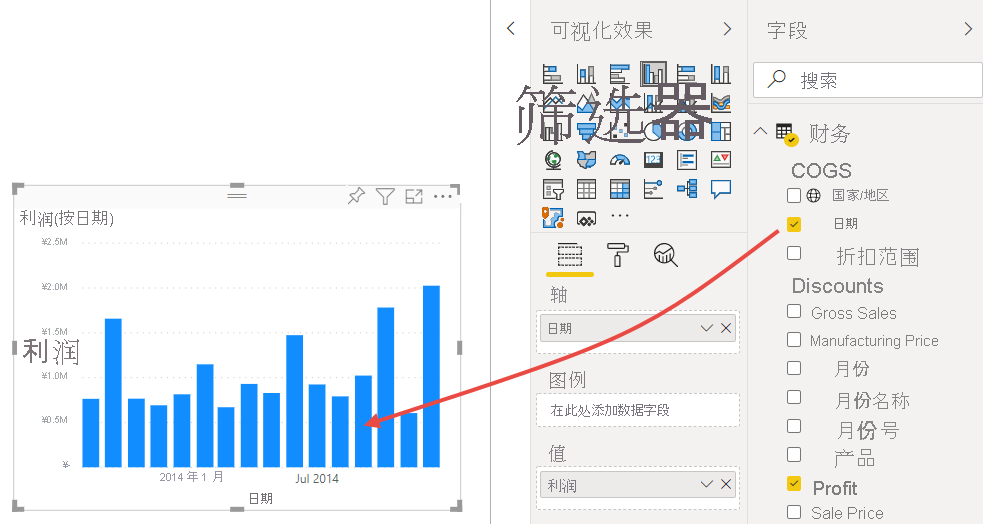 利润(按日期)
¥2.5M
¥2.0M
¥1.5M
利润
¥1.0M
¥0.5M
¥-
2014 年 1 月
Jul 2014
日期
可视化效果
筛选器
123
轴
日期
图例
在此处添加数据字段
值
利润
字段
搜索
财务
COGS
国家/地区
日期
折扣范围
Discounts
Gross Sales
Manufacturing Price
月份
月份名称
月份号
产品
Profit
Sale Price